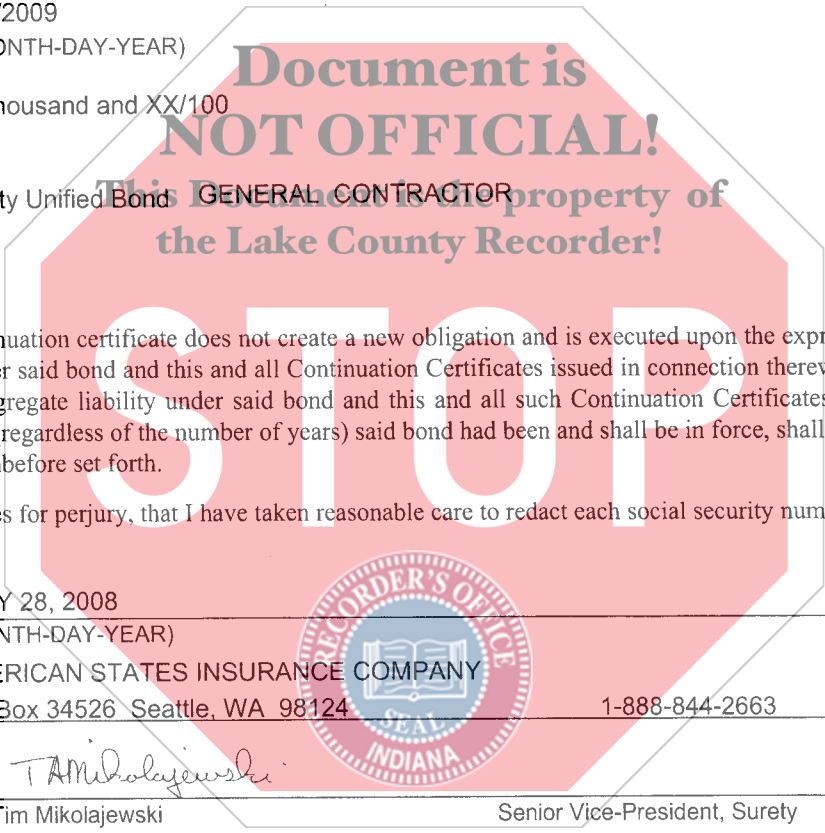 /2009
ONTH-DAY-YEAR)
Document is
housand and XX/100
NOT OFFICIAL!
ty Unified Bond GENERAL CONTRACTOR
This Document is the property of
the Lake County Recorder!
STOP
nuation certificate does not create a new obligation and is executed upon the expr
r said bond and this and all Continuation Certificates issued in connection therev
gregate liability under said bond and this and all such Continuation Certificates
regardless of the number of years) said bond had been and shall be in force, shall
before set forth.
s for perjury, that I have taken reasonable care to redact each social security num
Y 28, 2008
NTH-DAY-YEAR)
ERICAN STATES INSURANCE COMPANY
Box 34526 Seattle, WA 98124 1-888-844-2663
RECORDER'S OFFICE
SEAL
INDIANA
TAMikolajewski
Tim Mikolajewski Senior Vice-President, Surety